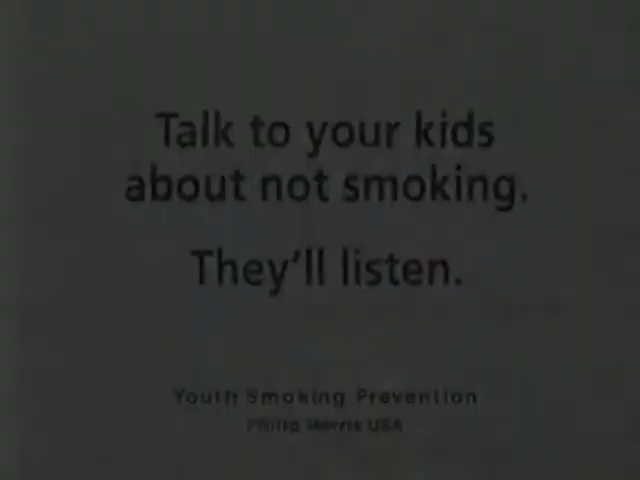 Talk to your kids
about not smoking.
They'll listen.
Youth Smoking Prevention
Philip Morris USA